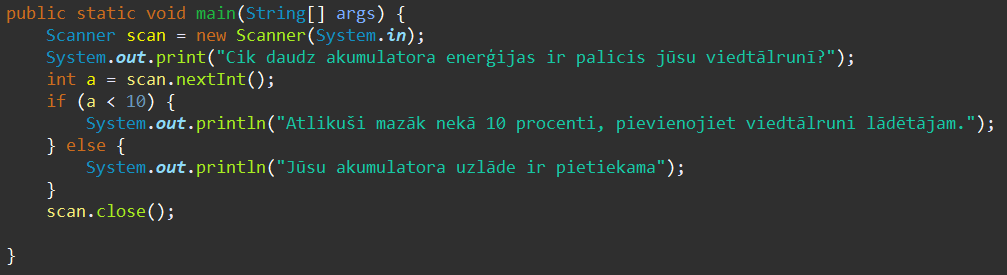 public static void main(String[] args) {
    Scanner scan = new Scanner(System.in);
    System.out.print("Cik daudz akumulatora enerģijas ir palicis jūsu viedtālrunī?");
    int a = scan.nextInt();
    if (a < 10) {
        System.out.println("Atlikuši mazāk nekā 10 procenti, pievienojiet viedtālruni lādētājam.");
    } else {
        System.out.println("Jūsu akumulatora uzlāde ir pietiekama");
    }
    scan.close();
}